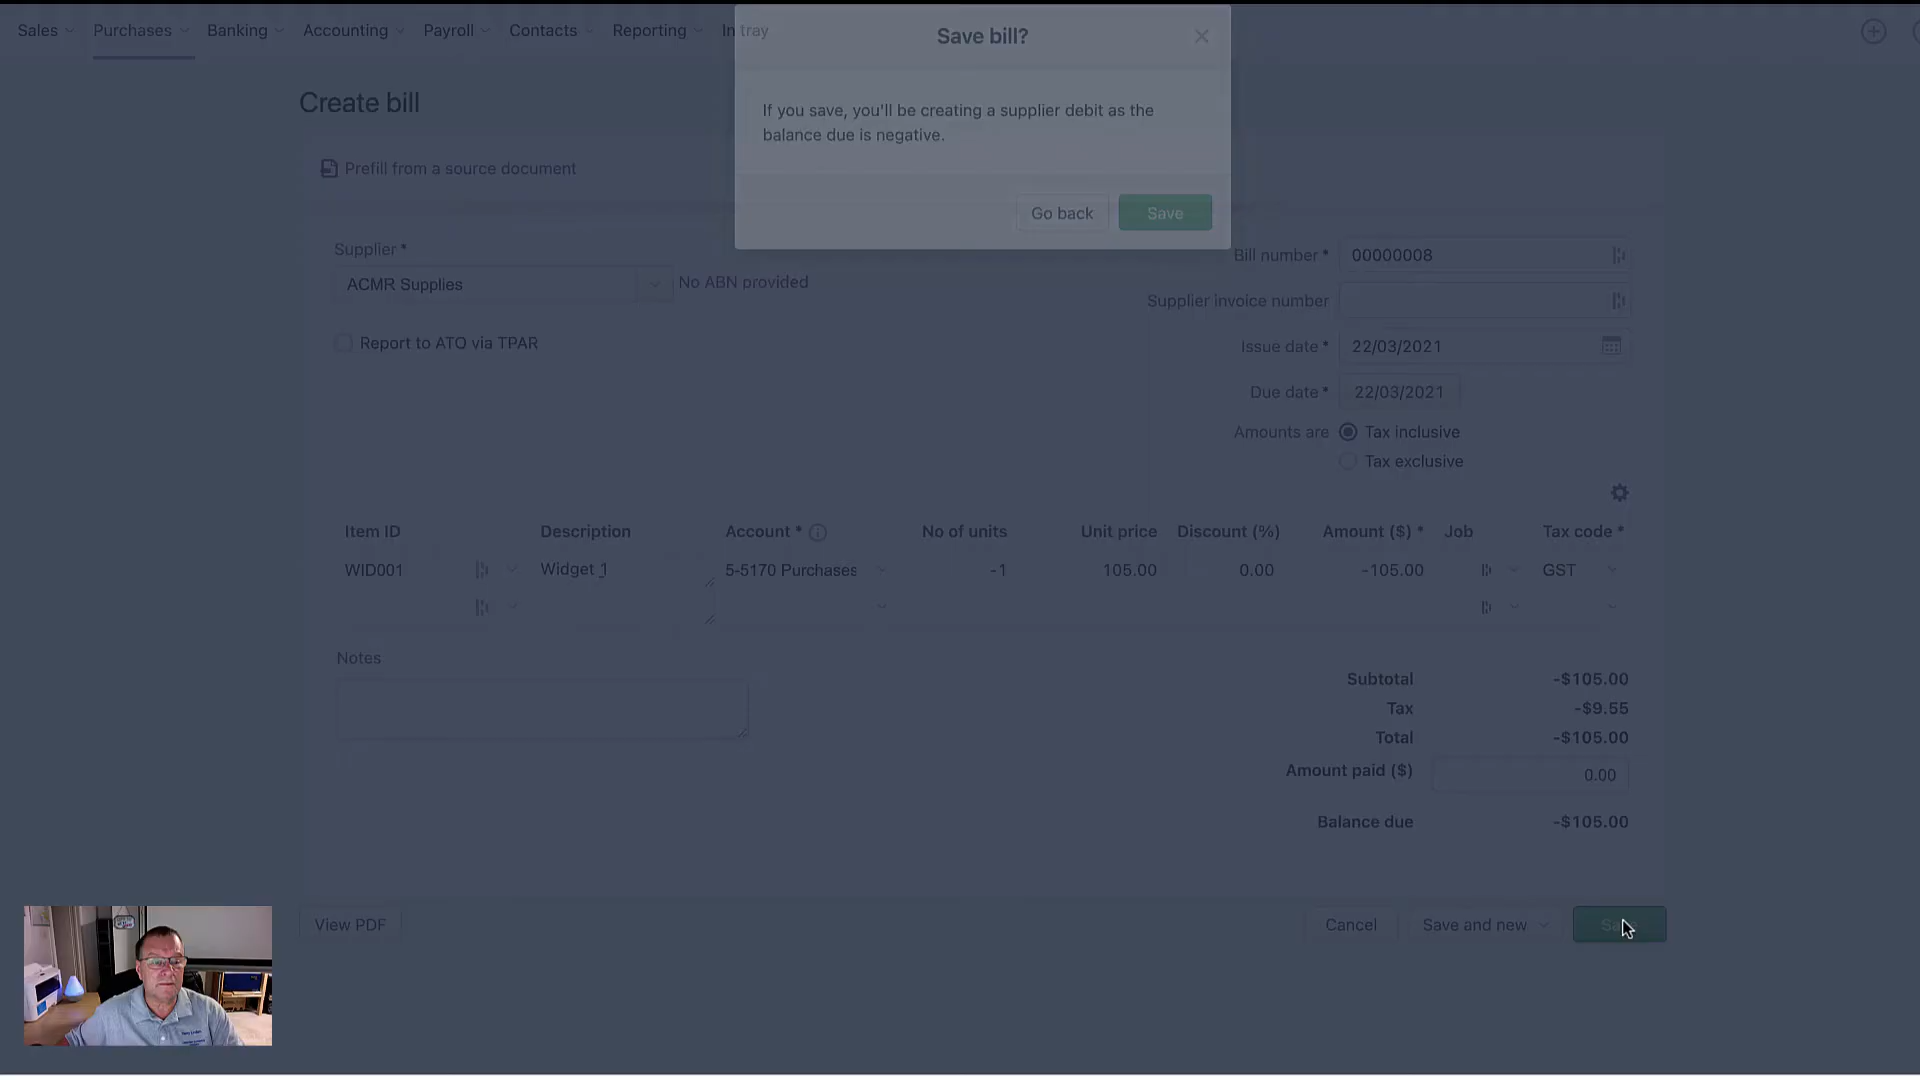 Sales Purchases Banking Accounting Payroll Contacts Reporting In tray
Save bill?
If you save, you'll be creating a supplier debit as the
balance due is negative.
Go back Save
Create bill
Prefill from a source document
Supplier *
ACMR Supplies No ABN provided
Report to ATO via TPAR
Bill number * 00000008
Supplier invoice number
Issue date * 22/03/2021
Due date * 22/03/2021
Amounts are Tax inclusive
Tax exclusive
Item ID Description Account * No of units Unit price Discount (%) Amount ($) * Job Tax code *
WID001 Widget 1 5-5170 Purchases -1 105.00 0.00 -105.00 GST
Notes
Subtotal -$105.00
Tax -$9.55
Total -$105.00
Amount paid ($) 0.00
Balance due -$105.00
View PDF Cancel Save and new